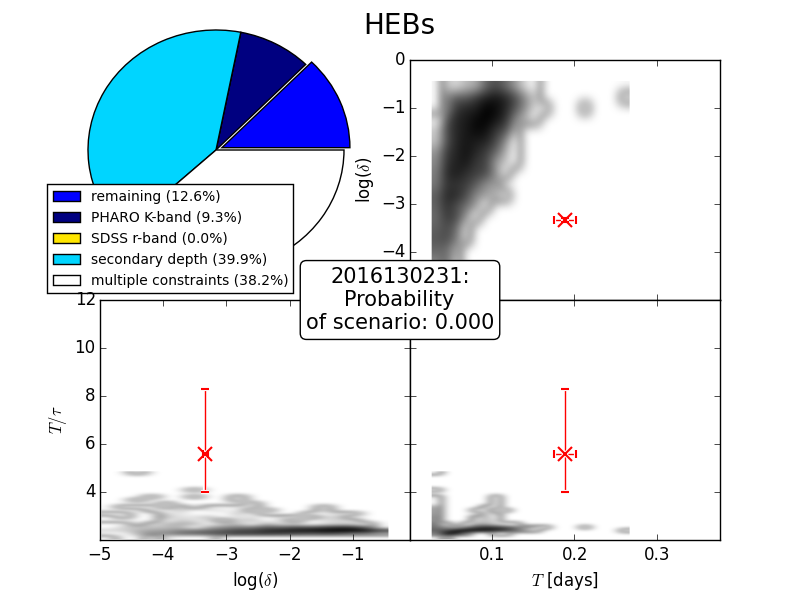 HEBs
remaining (12.6%)
PHARO K-band (9.3%)
SDSS r-band (0.0%)
secondary depth (39.9%)
multiple constraints (38.2%)
0
−1
−2
−3
−4
log(δ)
2016130231:
Probability
of scenario: 0.000
12
10
8
6
4
T/τ
−5 −4 −3 −2 −1
log(δ)
0.1 0.2 0.3
T [days]